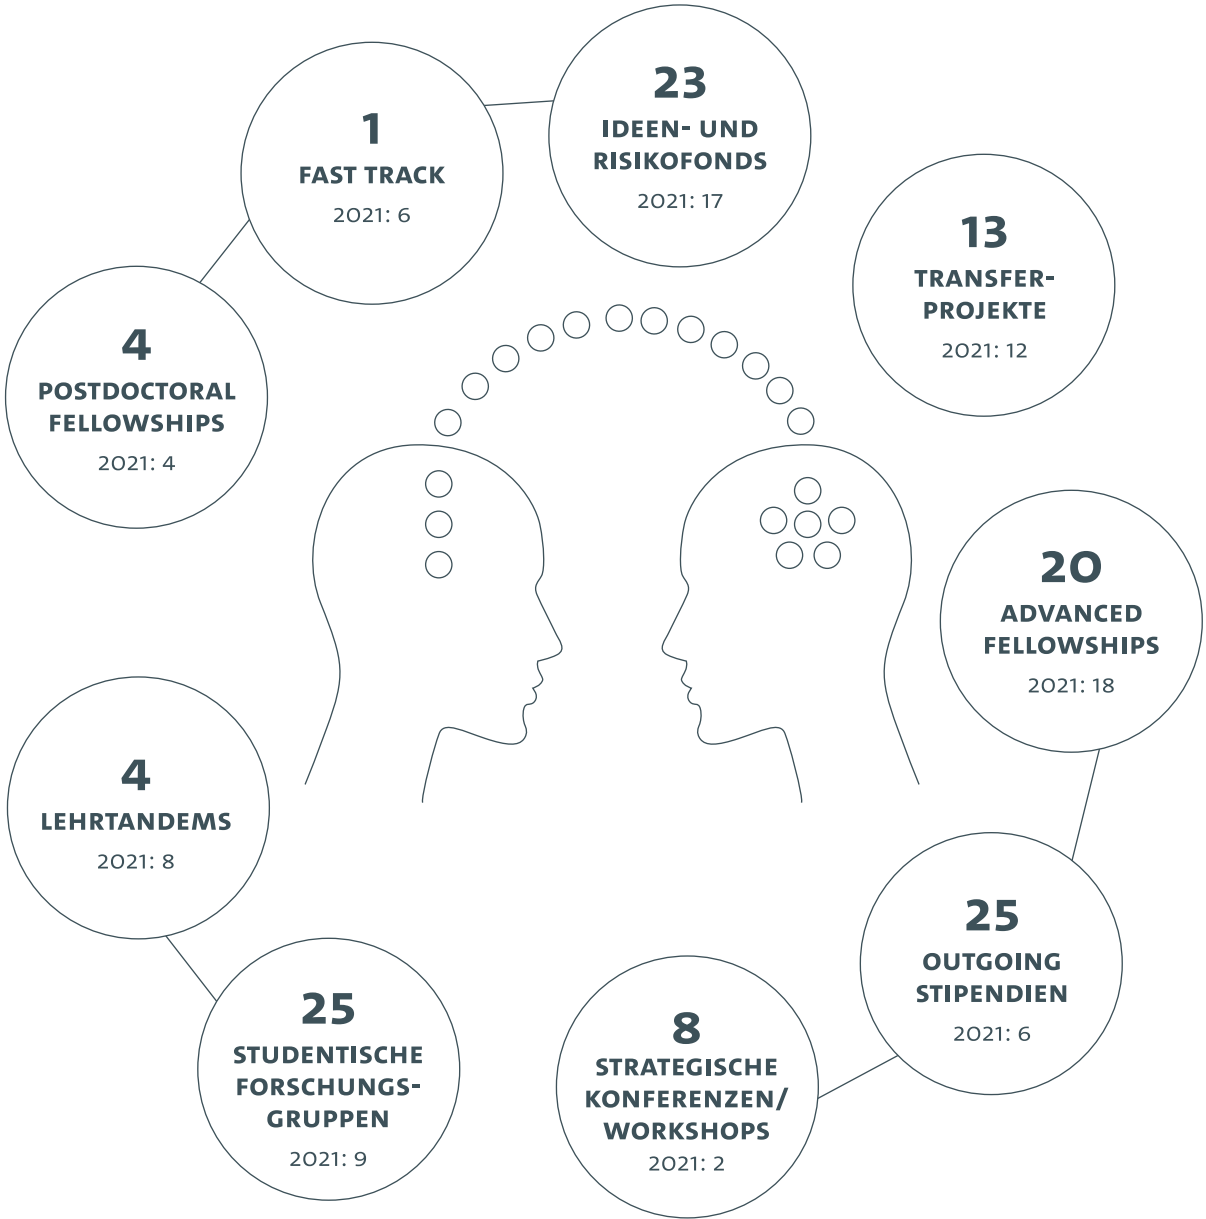 23
IDEEN- UND
RISIKOFONDS
2021: 17
1
FAST TRACK
2021: 6
13
TRANSFER-
PROJEKTE
2021: 12
4
POSTDOCTORAL
FELLOWSHIPS
2021: 4
20
ADVANCED
FELLOWSHIPS
2021: 18
4
LEHRTANDEMS
2021: 8
25
OUTGOING
STIPENDIEN
2021: 6
25
STUDENTISCHE
FORSCHUNGS-
GRUPPEN
2021: 9
8
STRATEGISCHE
KONFERENZEN/
WORKSHOPS
2021: 2